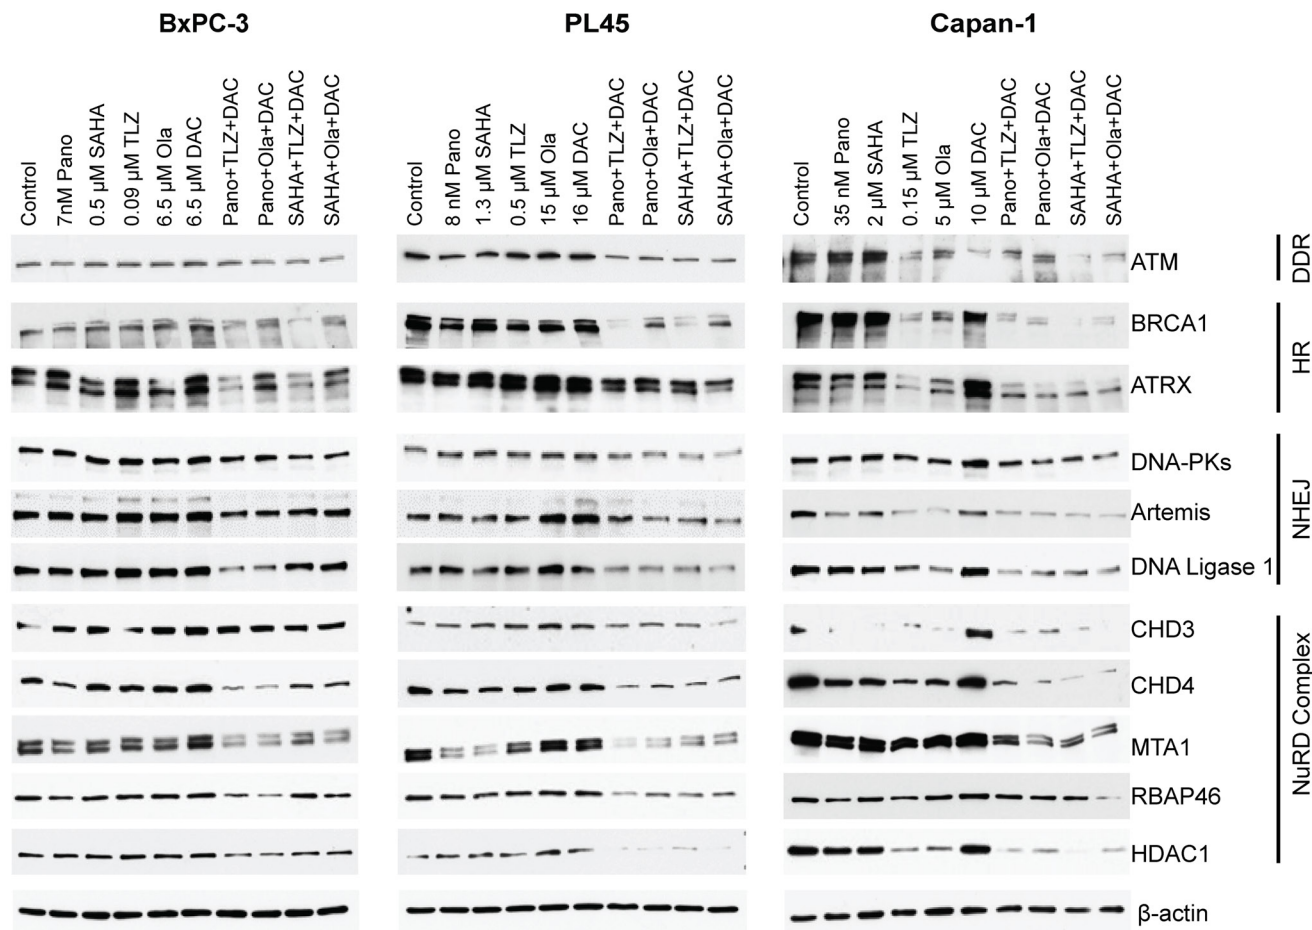 BxPC-3 PL45 Capan-1
Control
7nM Pano
0.5 µM SAHA
0.09 µM TLZ
6.5 µM Ola
6.5 µM DAC
Pano+TLZ+DAC
Pano+Ola+DAC
SAHA+TLZ+DAC
SAHA+Ola+DAC
Control
8 nM Pano
1.3 µM SAHA
0.5 µM TLZ
15 µM Ola
16 µM DAC
Pano+TLZ+DAC
Pano+Ola+DAC
SAHA+TLZ+DAC
SAHA+Ola+DAC
Control
35 nM Pano
2 µM SAHA
0.15 µM TLZ
5 µM Ola
10 µM DAC
Pano+TLZ+DAC
Pano+Ola+DAC
SAHA+TLZ+DAC
SAHA+Ola+DAC
ATM
DDR
BRCA1
ATRX
HR
DNA-PKs
Artemis
DNA Ligase 1
NHEJ
CHD3
CHD4
MTA1
RBAP46
HDAC1
NuRD Complex
β-actin